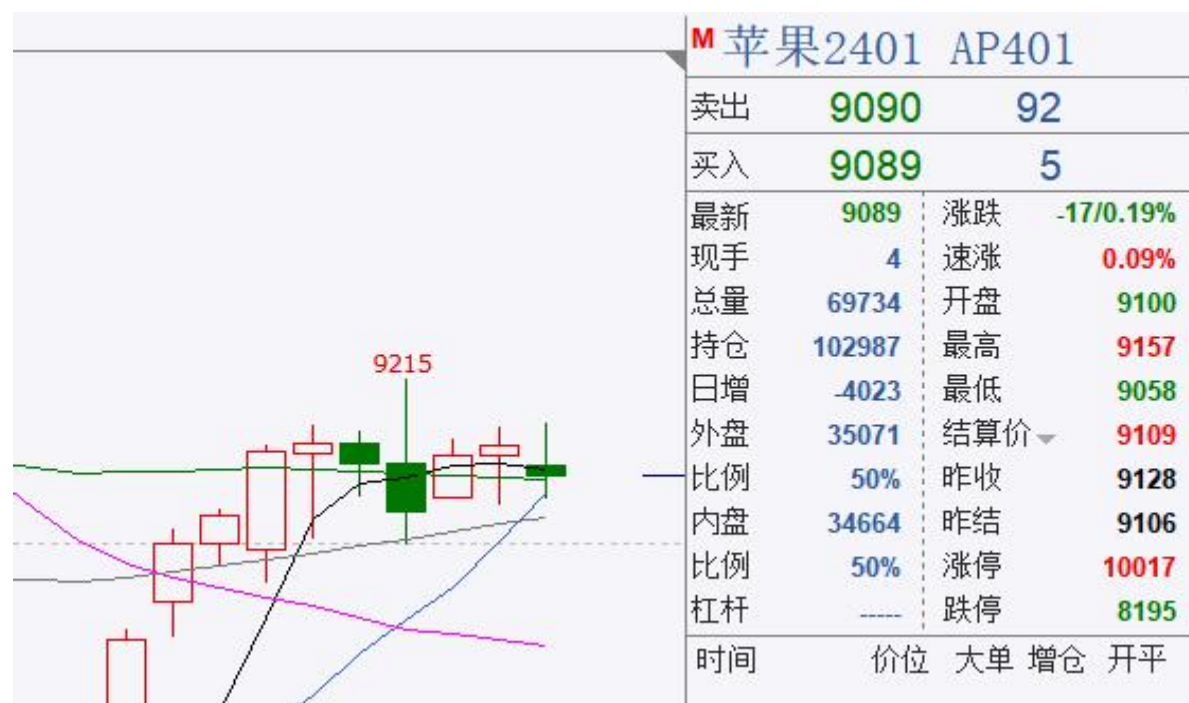 M 苹果2401 AP401
卖出 9090 92
买入 9089 5
最新 9089 涨跌 -17/0.19%
现手 4 速涨 0.09%
总量 69734 开盘 9100
9215
持仓 102987 最高 9157
日增 -4023 最低 9058
外盘 35071 结算价 9109
比例 50% 昨收 9128
内盘 34664 昨结 9106
比例 50% 涨停 10017
杠杆 ----- 跌停 8195
时间 价位 大单 增仓 开平